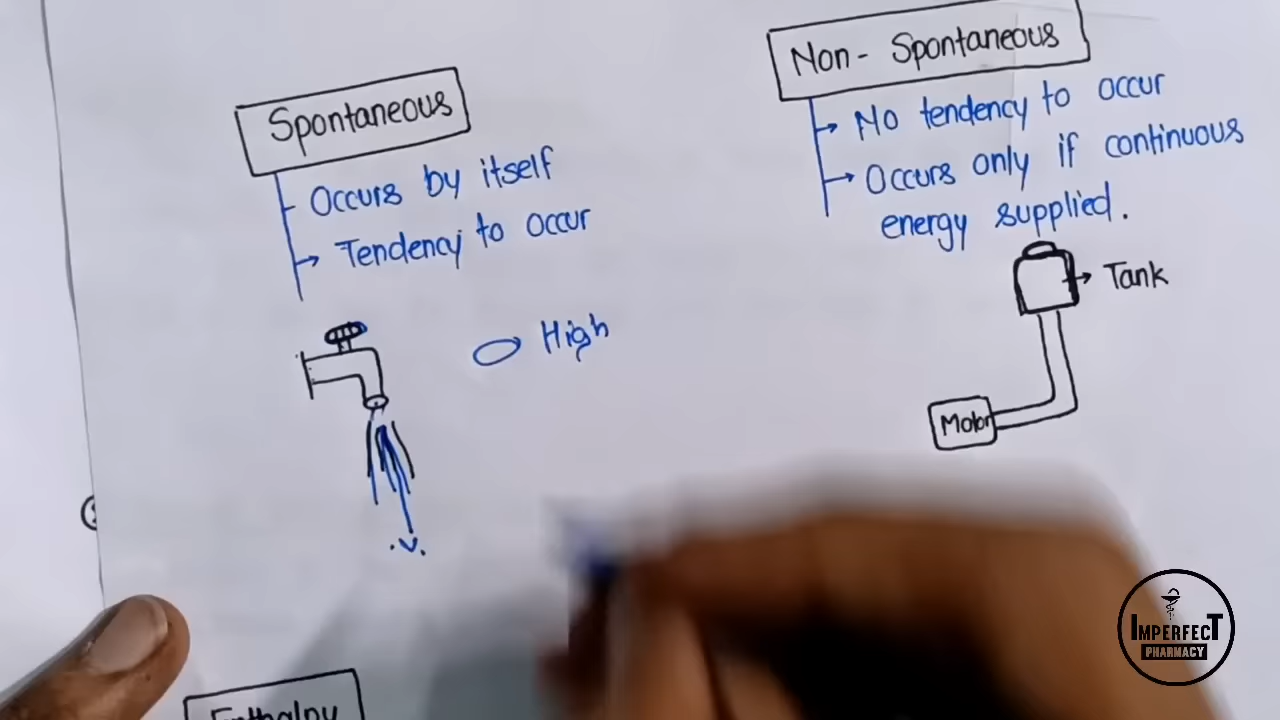 Spontaneous
Occurs by itself
Tendency to occur
High
Non - Spontaneous
No tendency to occur
Occurs only if continuous
energy supplied.
Tank
Motor
Enthalpy
IMPERFECT
PHARMACY